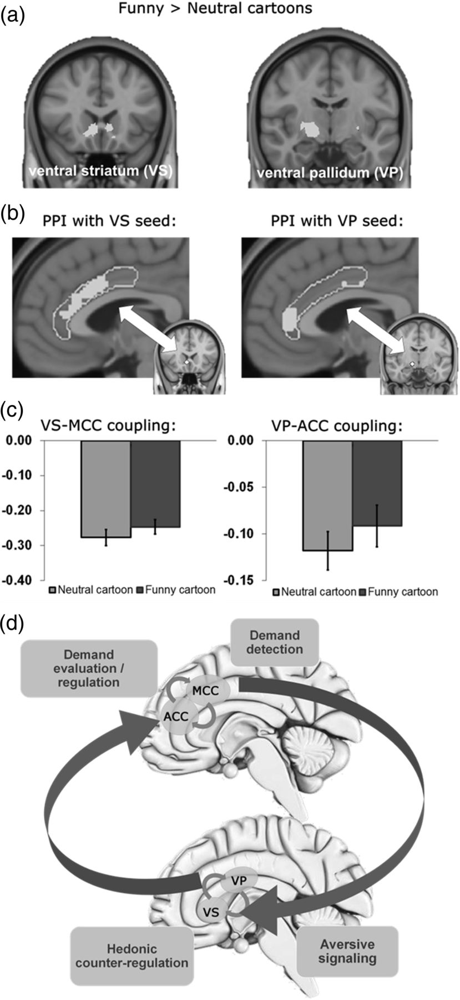 (a)
Funny > Neutral cartoons
ventral striatum (VS)
ventral pallidum (VP)
(b)
PPI with VS seed:
PPI with VP seed:
(c)
VS-MCC coupling:
0.00
-0.10
-0.20
-0.30
-0.40
Neutral cartoon
Funny cartoon
VP-ACC coupling:
0.00
-0.05
-0.10
-0.15
Neutral cartoon
Funny cartoon
(d)
Demand
detection
Demand
evaluation /
regulation
MCC
ACC
VP
VS
Hedonic
counter-regulation
Aversive
signaling